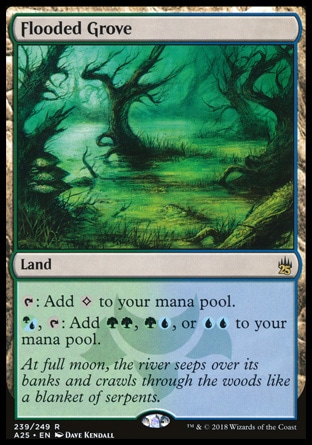 Flooded Grove
Land
25
: Add to your mana pool.
, : Add , , or to your
mana pool.
At full moon, the river seeps over its
banks and crawls through the woods like
a blanket of serpents.
239/249 R
A25 • EN Dave Kendall
™ & © 2018 Wizards of the Coast